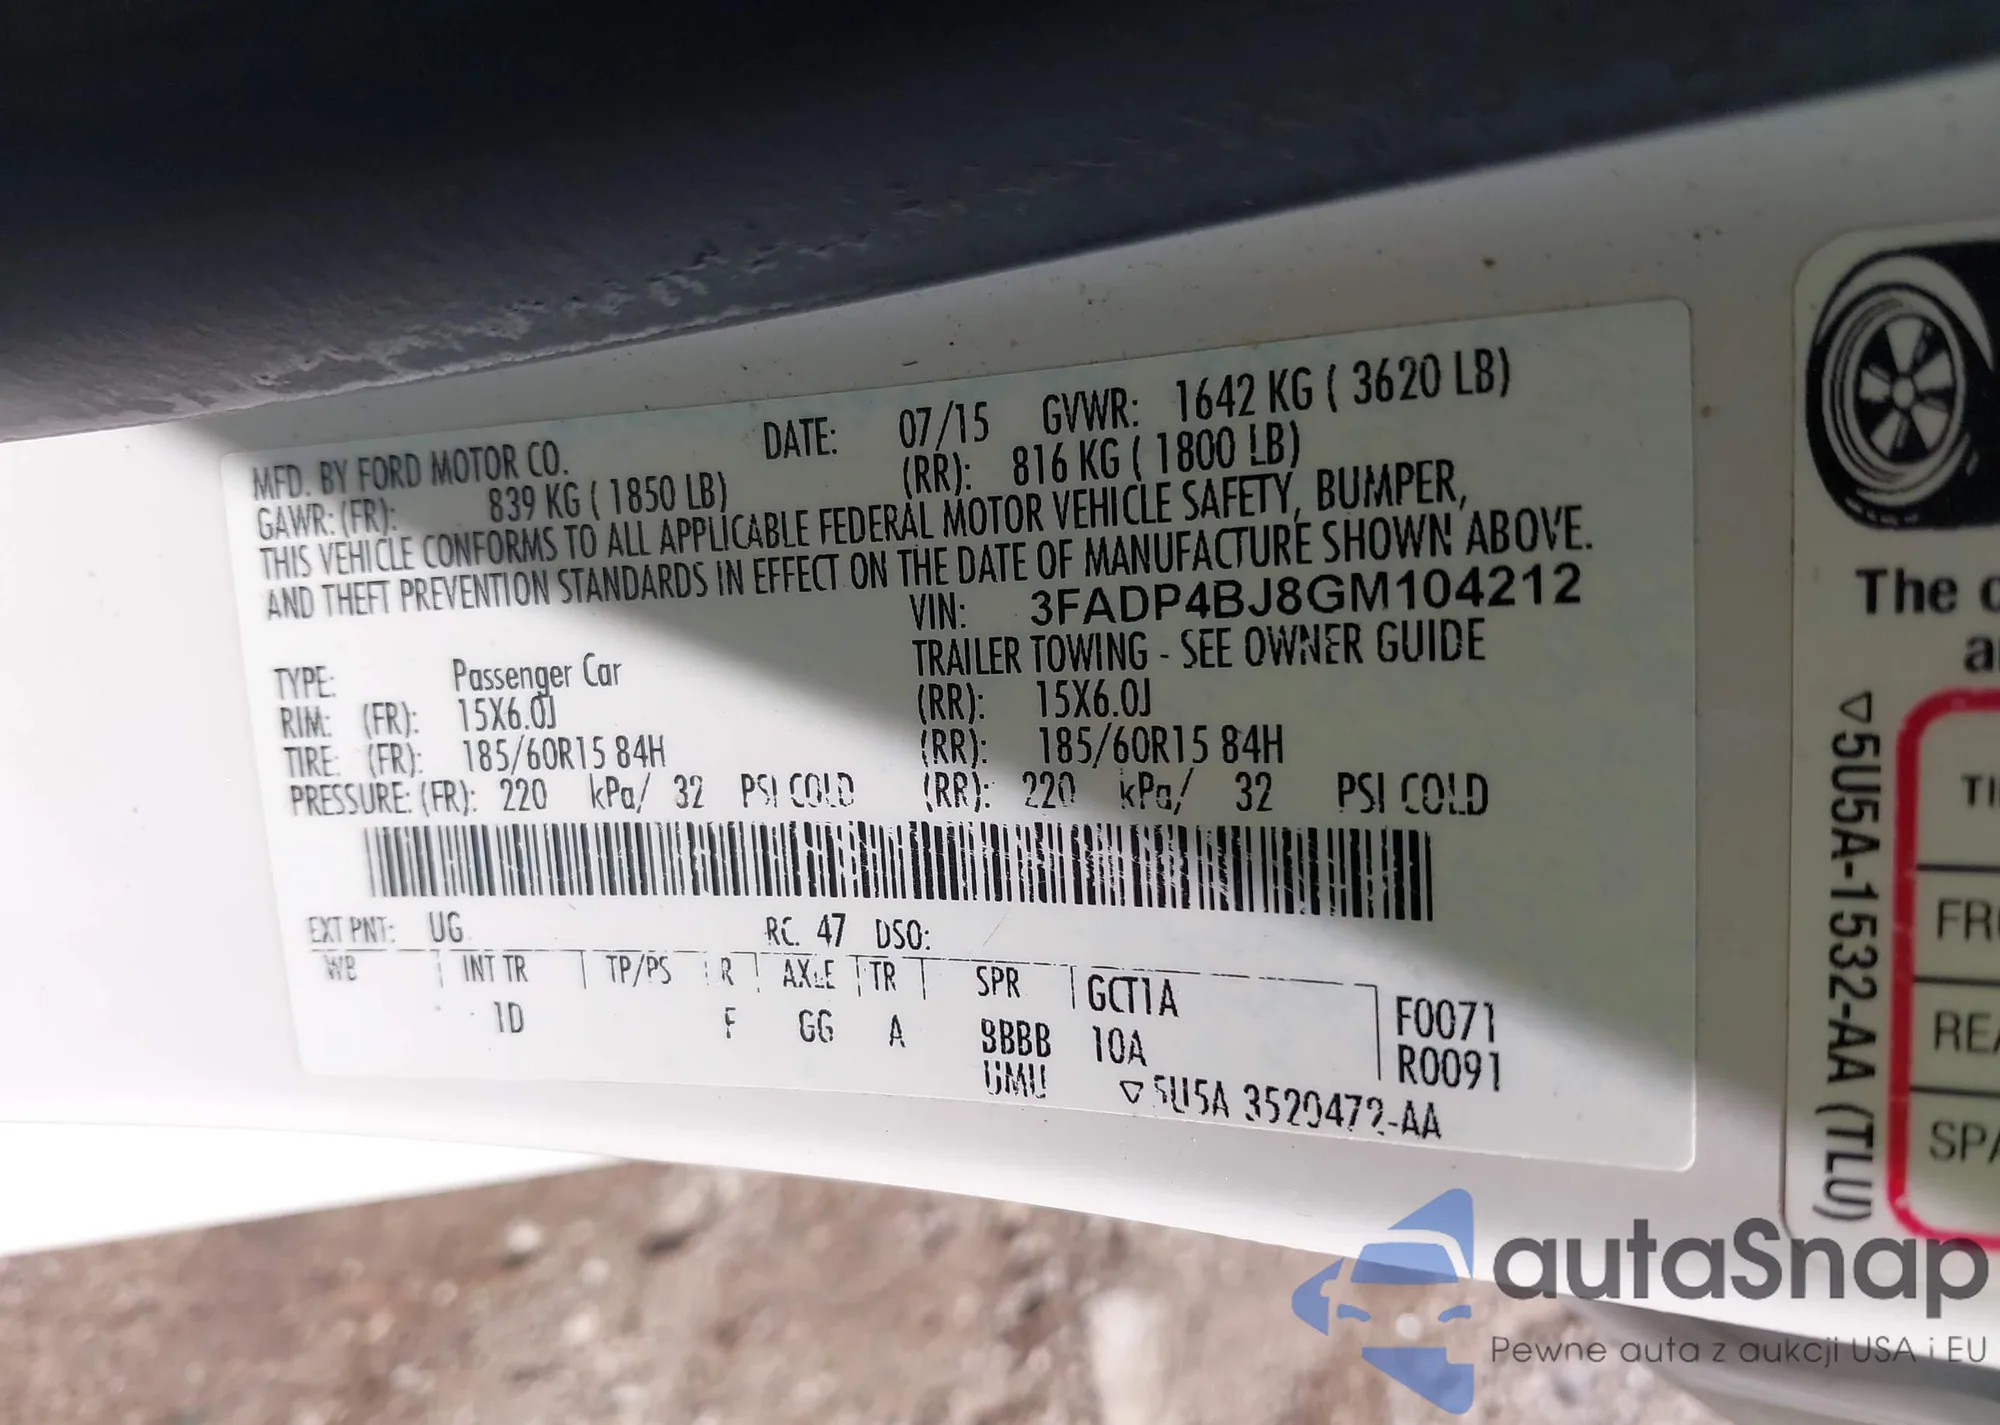 MFD. BY FORD MOTOR CO. DATE: 07/15 GVWR: 1642 KG ( 3620 LB)
GAWR: (FR): 839 KG ( 1850 LB) (RR): 816 KG ( 1800 LB)
THIS VEHICLE CONFORMS TO ALL APPLICABLE FEDERAL MOTOR VEHICLE SAFETY, BUMPER,
AND THEFT PREVENTION STANDARDS IN EFFECT ON THE DATE OF MANUFACTURE SHOWN ABOVE.
VIN: 3FADP4BJ8GM104212
TYPE: Passenger Car TRAILER TOWING - SEE OWNER GUIDE
RIM: (FR): 15X6.0J (RR): 15X6.0J
TIRE: (FR): 185/60R15 84H (RR): 185/60R15 84H
PRESSURE: (FR): 220 kPa/ 32 PSI COLD (RR): 220 kPa/ 32 PSI COLD
EXT PNT: UG RC. 47 DSO:
WB INT TR TP/PS R AXLE TR SPR GCT1A F0071
1D F GG A BBB 10A R0091
5U5A 3520472-AA
The
5U5A-1532-AA (TLU)
autaSnap
Pewne auta z aukcji USA i EU